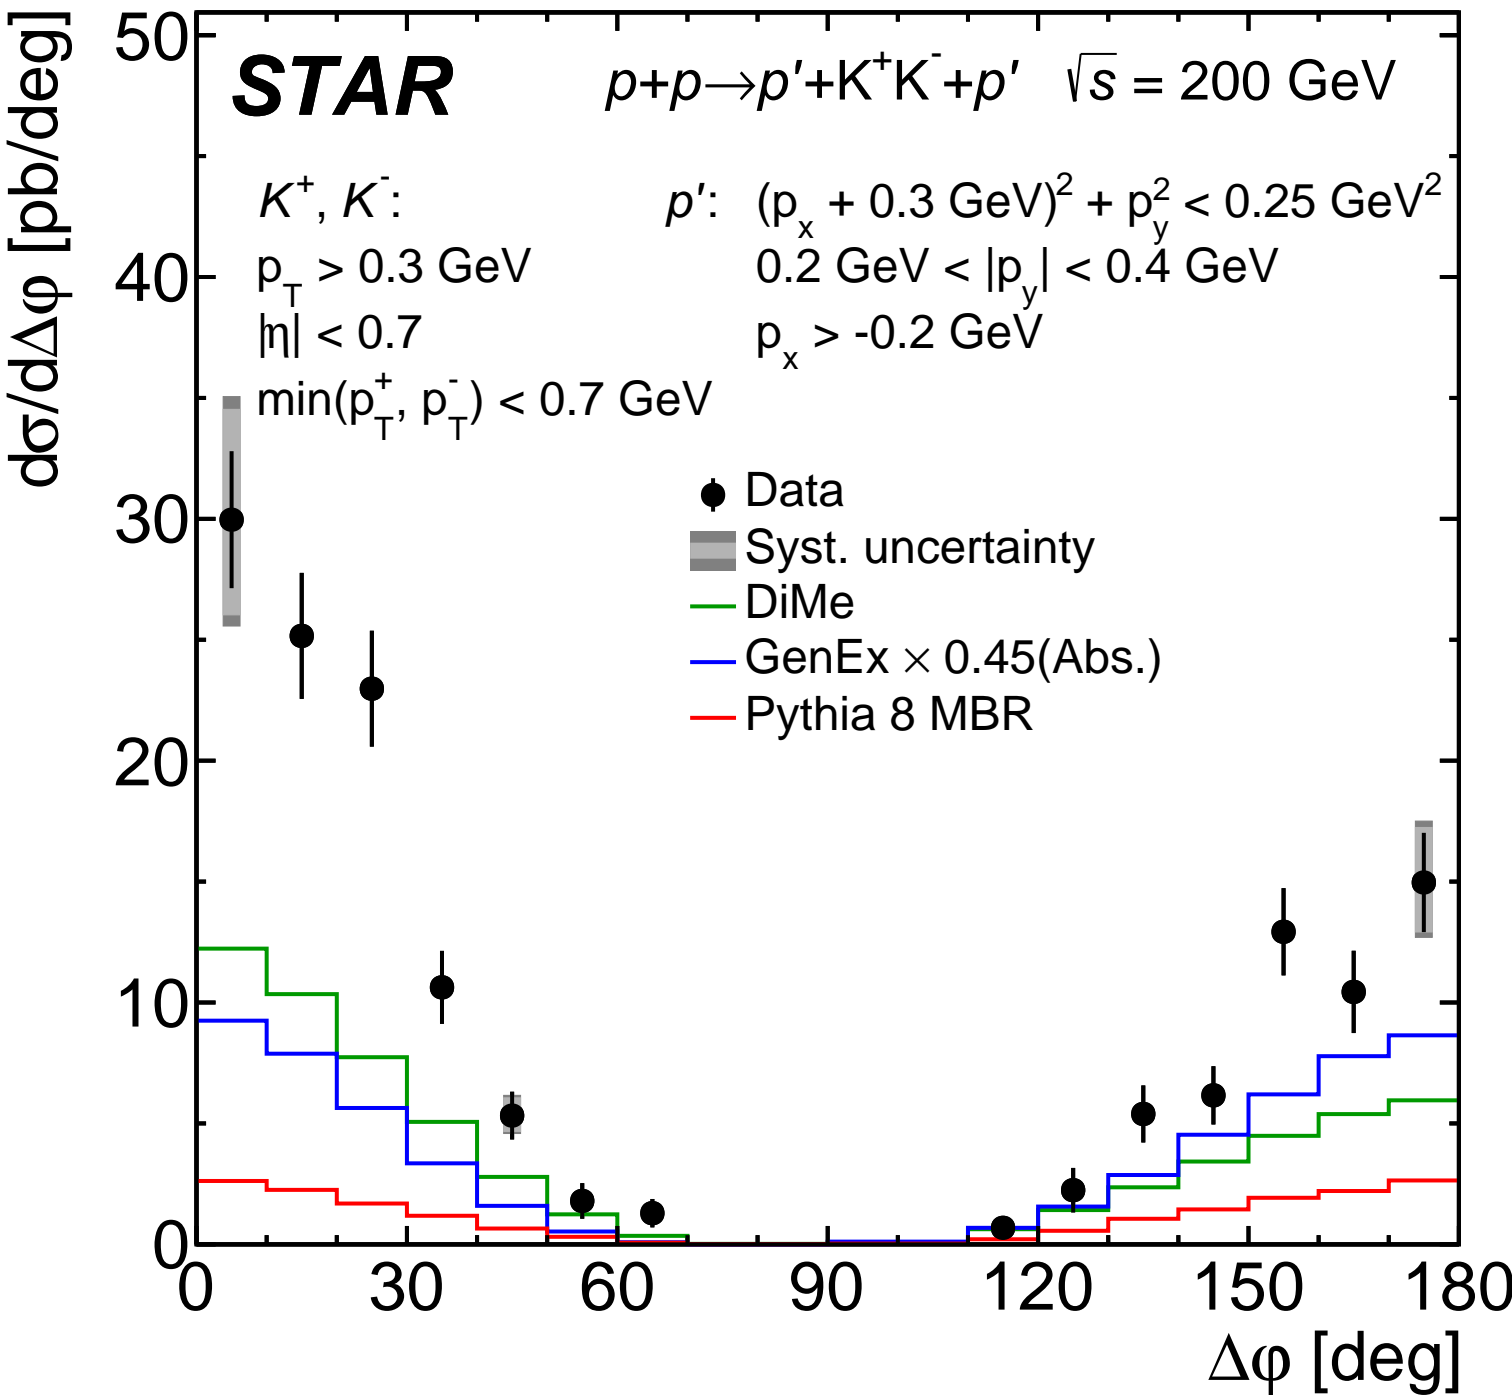 dσ/dΔφ [pb/deg]
STAR p+p→p′+K⁺K⁻+p′ √s = 200 GeV
K⁺, K⁻: p′: (pₓ + 0.3 GeV)² + p_y² < 0.25 GeV²
p_T > 0.3 GeV 0.2 GeV < |p_y| < 0.4 GeV
|η| < 0.7 pₓ > -0.2 GeV
min(p_T⁺, p_T⁻) < 0.7 GeV
Data
Syst. uncertainty
DiMe
GenEx × 0.45(Abs.)
Pythia 8 MBR
50
40
30
20
10
0
0 30 60 90 120 150 180
Δφ [deg]